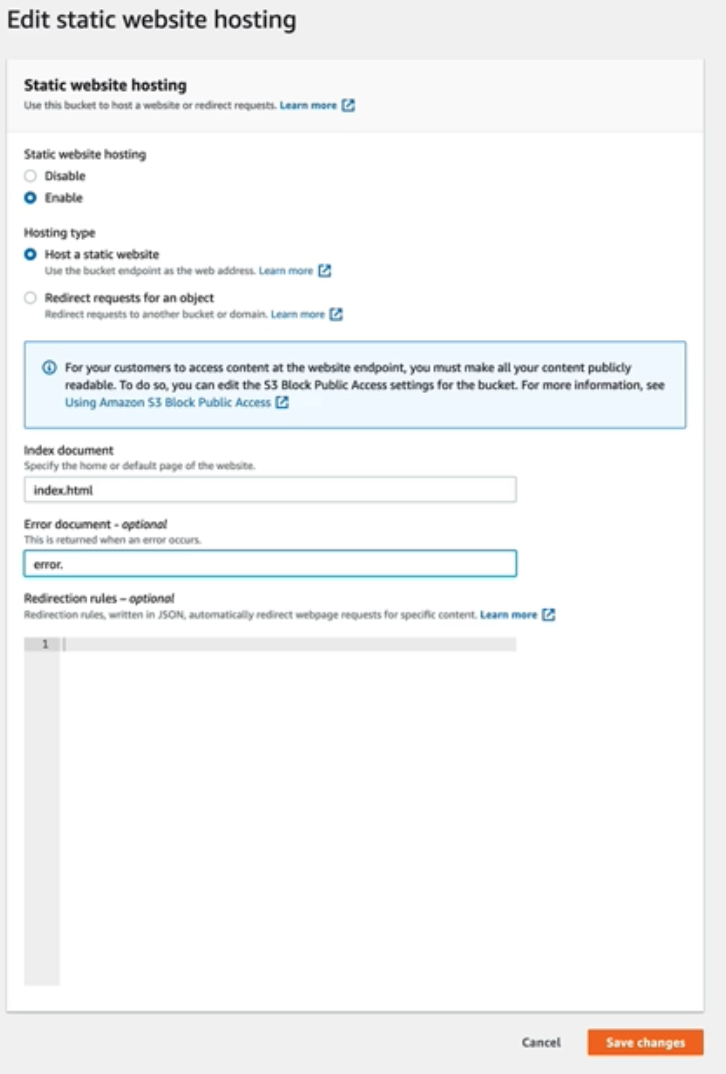 Edit static website hosting
Static website hosting
Use this bucket to host a website or redirect requests. Learn more
Static website hosting
Disable
Enable
Hosting type
Host a static website
Use the bucket endpoint as the web address. Learn more
Redirect requests for an object
Redirect requests to another bucket or domain. Learn more
For your customers to access content at the website endpoint, you must make all your content publicly
readable. To do so, you can edit the S3 Block Public Access settings for the bucket. For more information, see
Using Amazon S3 Block Public Access
Index document
Specify the home or default page of the website.
index.html
Error document - optional
This is returned when an error occurs.
error.
Redirection rules – optional
Redirection rules, written in JSON, automatically redirect webpage requests for specific content. Learn more
1
Cancel
Save changes